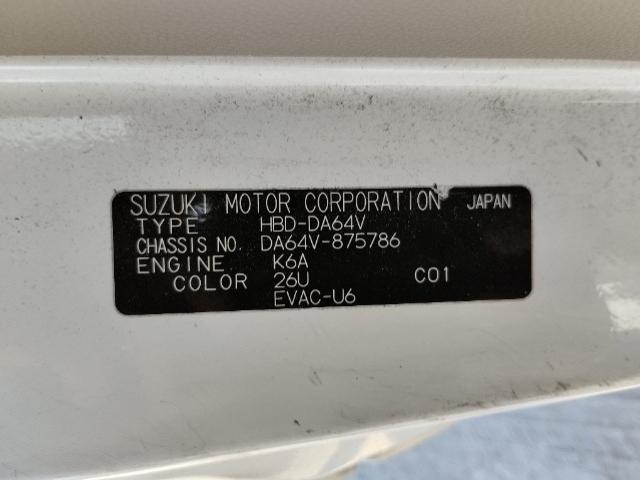 SUZUKI MOTOR CORPORATION JAPAN
TYPE HBD-DA64V
CHASSIS NO. DA64V-875786
ENGINE K6A
COLOR 26U C01
EVAC-U6